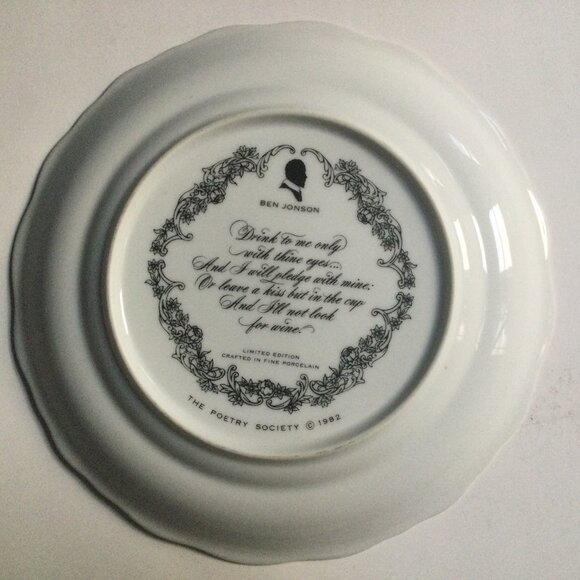 BEN JONSON
Drink to me only
with thine eyes...
And I will pledge with mine;
Or leave a kiss but in the cup
And I'll not look
for wine.
LIMITED EDITION
CRAFTED IN FINE PORCELAIN
THE POETRY SOCIETY © 1982